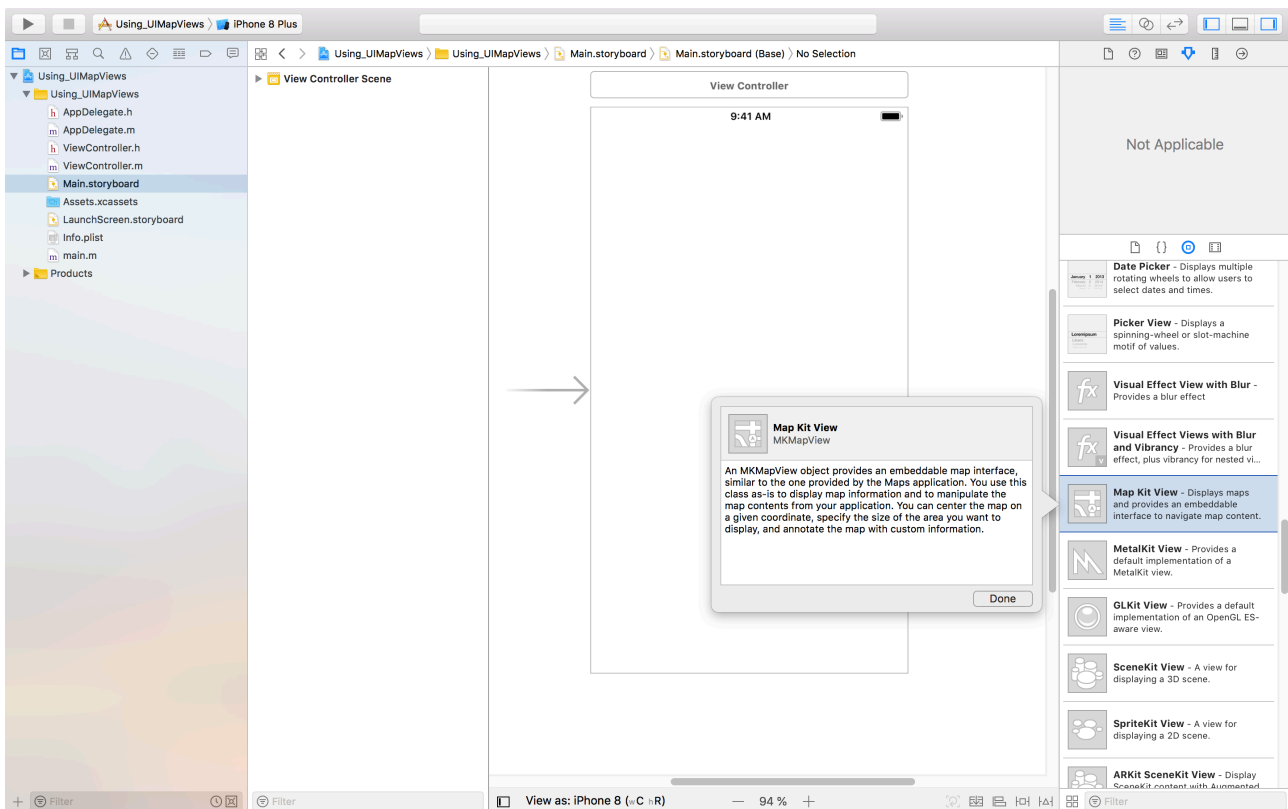 Using_UIMapViews
iPhone 8 Plus
Using_UIMapViews
Using_UIMapViews
Main.storyboard
Main.storyboard (Base)
No Selection
Using_UIMapViews
Using_UIMapViews
h AppDelegate.h
m AppDelegate.m
h ViewController.h
m ViewController.m
Main.storyboard
Assets.xcassets
LaunchScreen.storyboard
Info.plist
m main.m
Products
Filter
View Controller Scene
Filter
View Controller
9:41 AM
Map Kit View
MKMapView
An MKMapView object provides an embeddable map interface,
similar to the one provided by the Maps application. You use this
class as-is to display map information and to manipulate the
map contents from your application. You can center the map on
a given coordinate, specify the size of the area you want to
display, and annotate the map with custom information.
Done
View as: iPhone 8 (wC hR)
— 94 % +
Not Applicable
{}
Date Picker - Displays multiple
rotating wheels to allow users to
select dates and times.
Picker View - Displays a
spinning-wheel or slot-machine
motif of values.
Visual Effect View with Blur -
Provides a blur effect
Visual Effect Views with Blur
and Vibrancy - Provides a blur
effect, plus vibrancy for nested vi...
Map Kit View - Displays maps
and provides an embeddable
interface to navigate map content.
MetalKit View - Provides a
default implementation of a
MetalKit view.
GLKit View - Provides a default
implementation of an OpenGL ES-
aware view.
SceneKit View - A view for
displaying a 3D scene.
SpriteKit View - A view for
displaying a 2D scene.
ARKit SceneKit View - Display
SceneKit content with Augmented
Filter